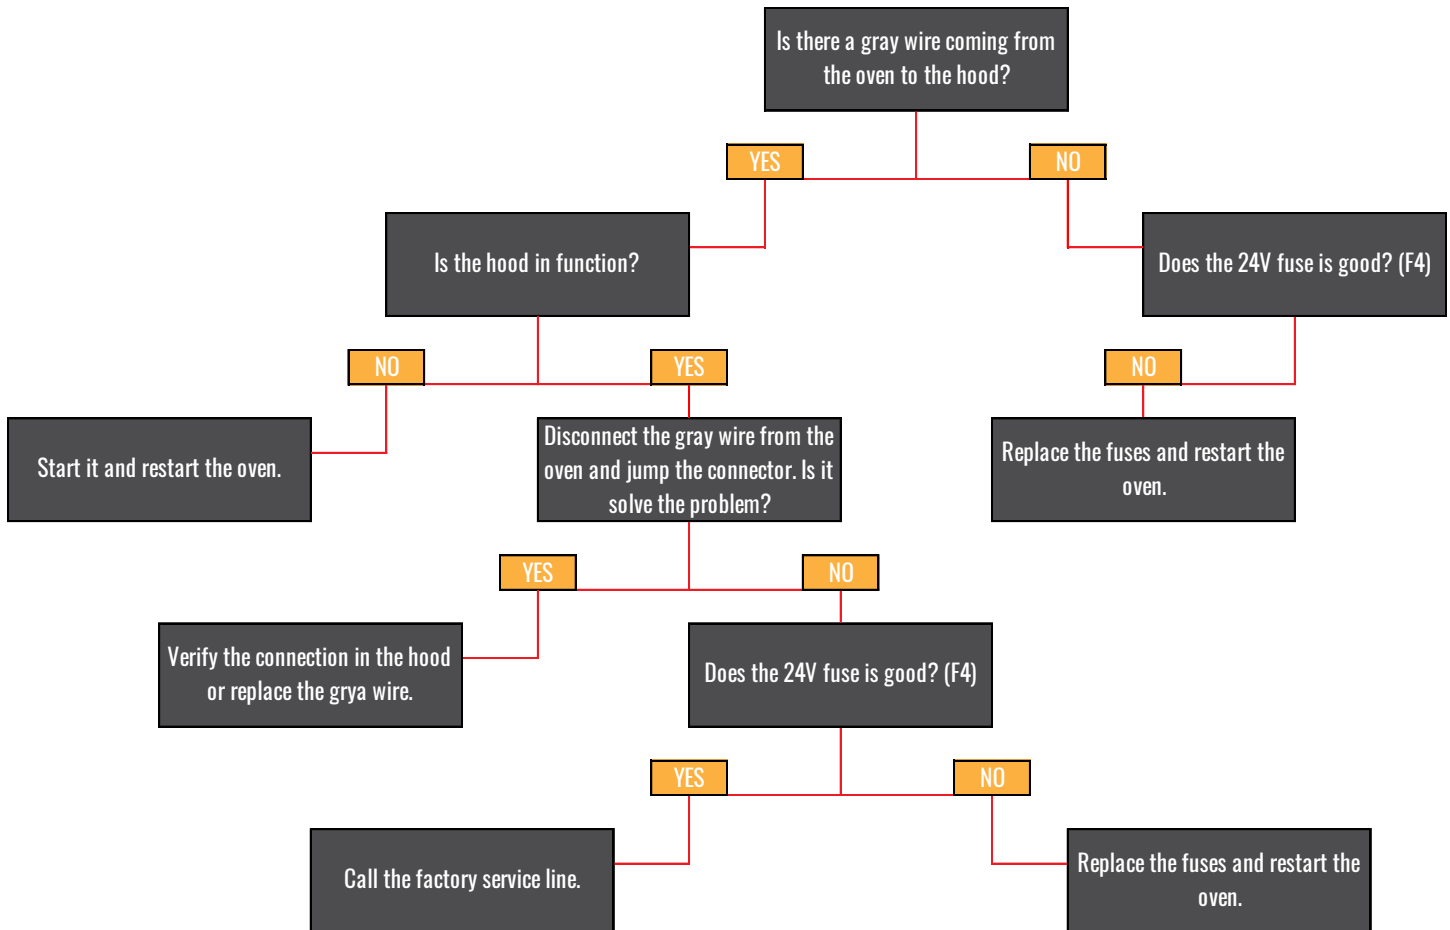 Is there a gray wire coming from
the oven to the hood?
YES
NO
Is the hood in function?
Does the 24V fuse is good? (F4)
NO
YES
NO
Start it and restart the oven.
Disconnect the gray wire from the
oven and jump the connector. Is it
solve the problem?
Replace the fuses and restart the
oven.
YES
NO
Verify the connection in the hood
or replace the grya wire.
Does the 24V fuse is good? (F4)
YES
NO
Call the factory service line.
Replace the fuses and restart the
oven.